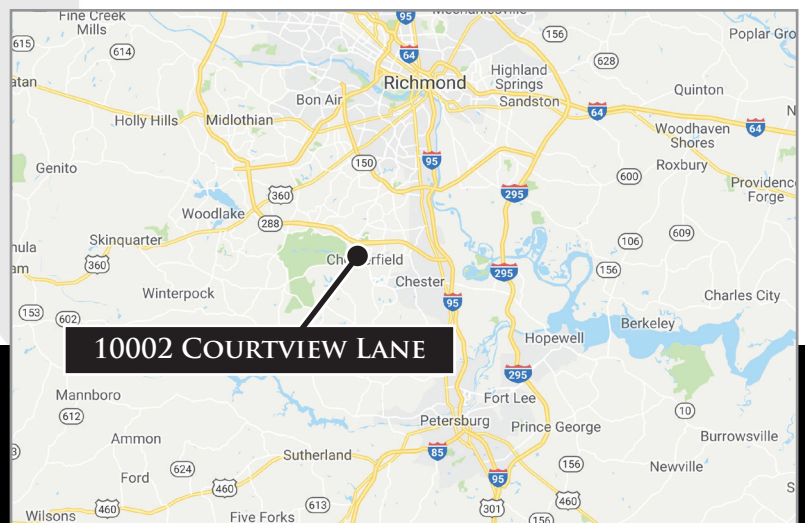 Mechanicsville
95
Fine Creek
Mills
156
Poplar Gro
615
614
64
628
Richmond
Highland
Springs
atan
Quinton
Bon Air
Sandston
64
N
Holly Hills
Midlothian
64
Woodhaven
Shores
95
150
Roxbury
Genito
600
Providence
Forge
360
295
Woodlake
288
609
Skinquarter
106
nula
am
Chesterfield
360
295
156
Chester
Winterpock
Charles City
95
153
602
Berkeley
Hopewell
10002 COURTVIEW LANE
295
Mannboro
Fort Lee
612
10
Petersburg
Prince George
Burrowsville
Ammon
3
85
Sutherland
156
Newville
624
Ford
95
460
S
460
613
301
460
Wilsons
Five Forks
156